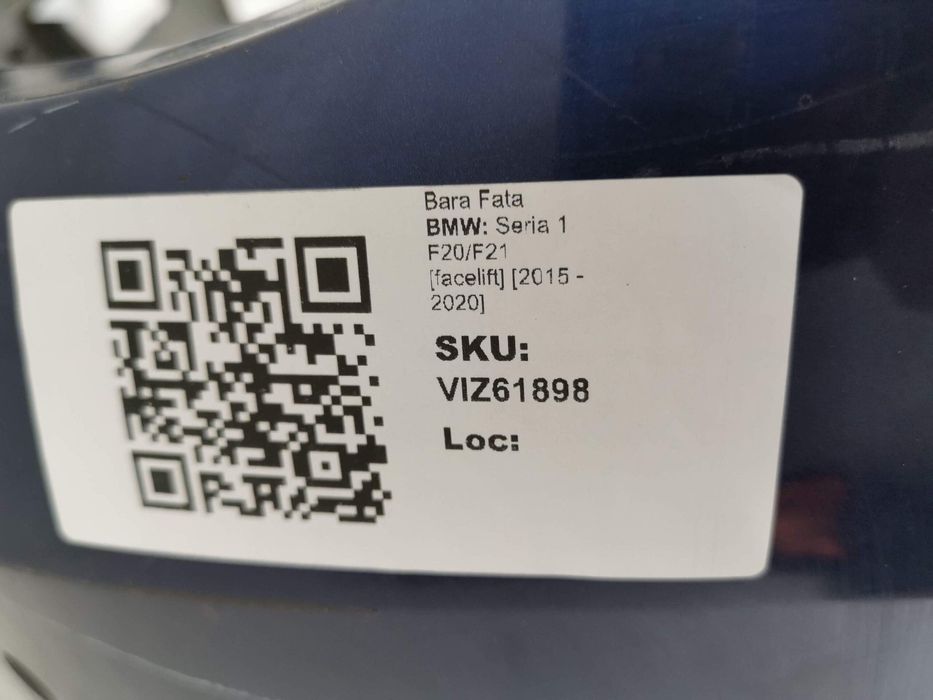 Bara Fata
BMW: Seria 1
F20/F21
[facelift] [2015 -
2020]
SKU:
VIZ61898
Loc: